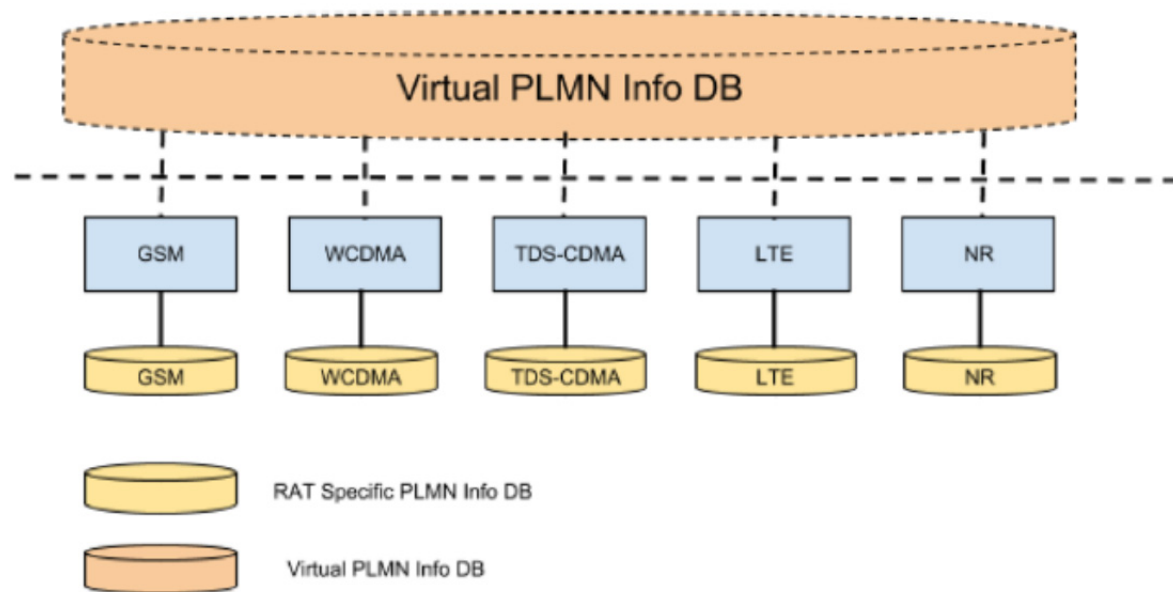 Virtual PLMN Info DB
GSM
WCDMA
TDS-CDMA
LTE
NR
GSM
WCDMA
TDS-CDMA
LTE
NR
RAT Specific PLMN Info DB
Virtual PLMN Info DB